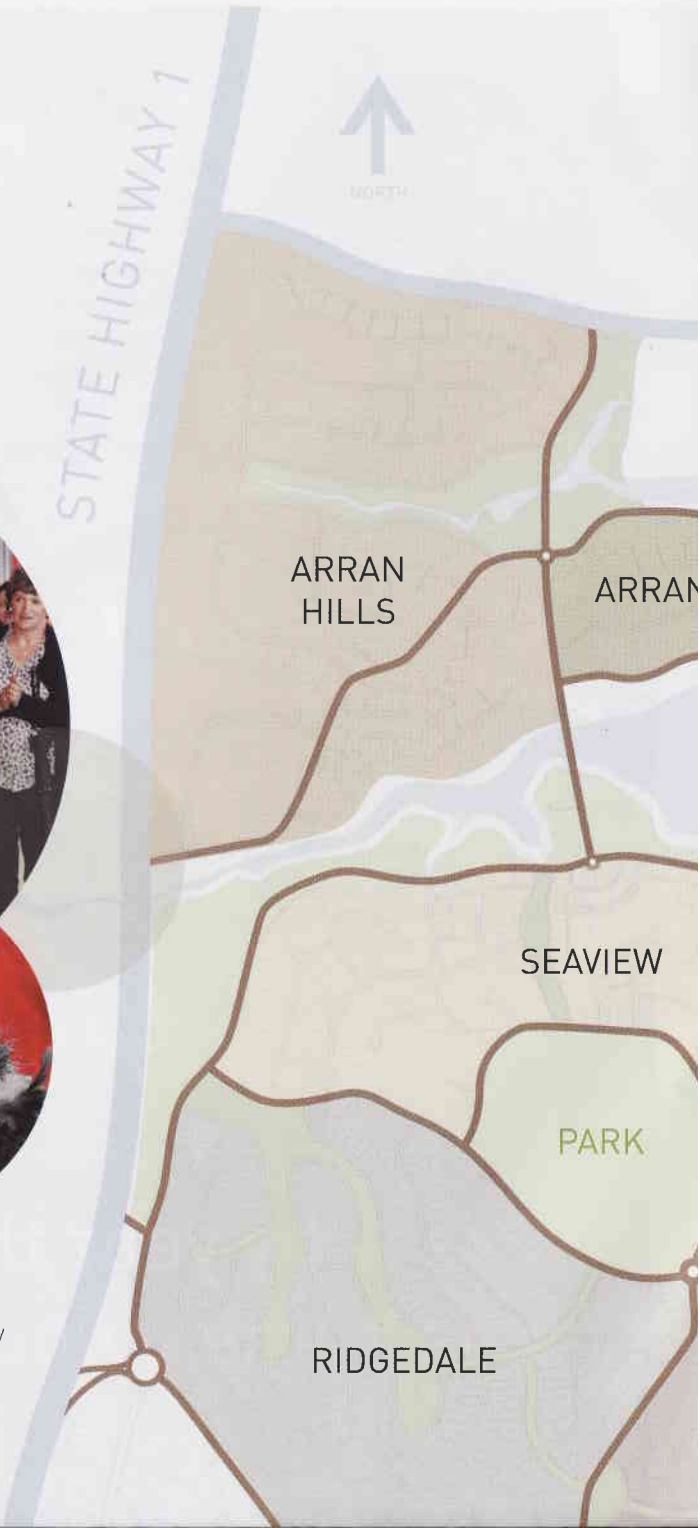 STATE HIGHWAY 1
NORTH
ARRAN
HILLS
ARRAN
SEAVIEW
PARK
RIDGEDALE